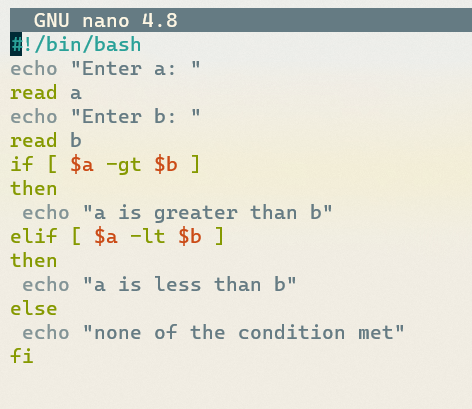 GNU nano 4.8
#!/bin/bash
echo "Enter a: "
read a
echo "Enter b: "
read b
if [ $a -gt $b ]
then
 echo "a is greater than b"
elif [ $a -lt $b ]
then
 echo "a is less than b"
else
 echo "none of the condition met"
fi